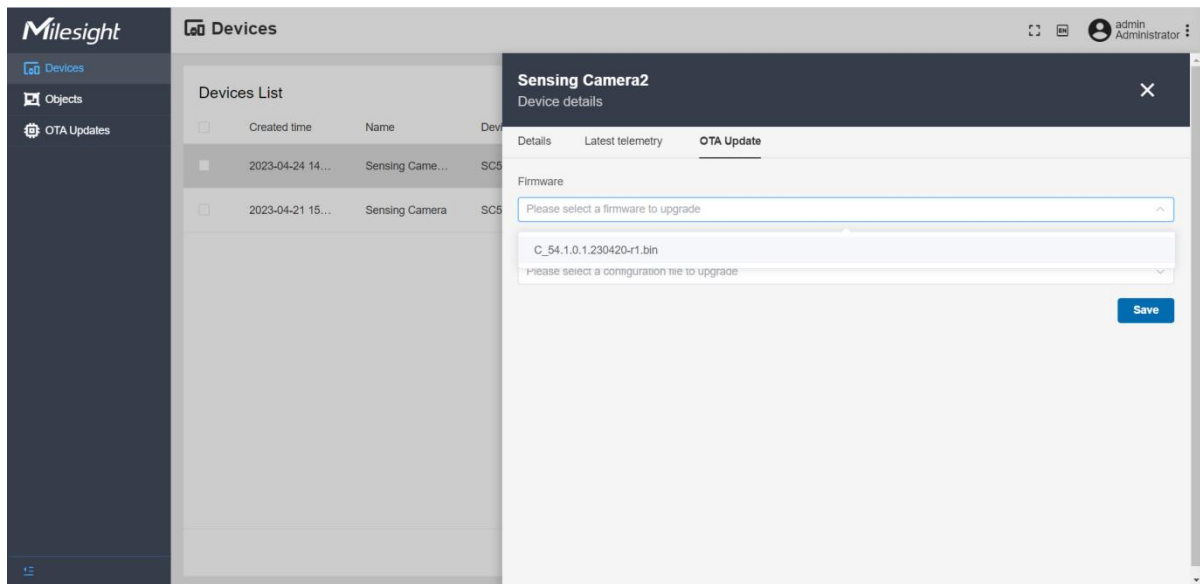 Milesight
Devices
Objects
OTA Updates
Devices
EN
admin
Administrator
Devices List
Created time Name Devi
2023-04-24 14... Sensing Came... SC5
2023-04-21 15... Sensing Camera SC5
Sensing Camera2
Device details
Details Latest telemetry OTA Update
Firmware
Please select a firmware to upgrade
C_54.1.0.1.230420-r1.bin
Please select a configuration file to upgrade
Save